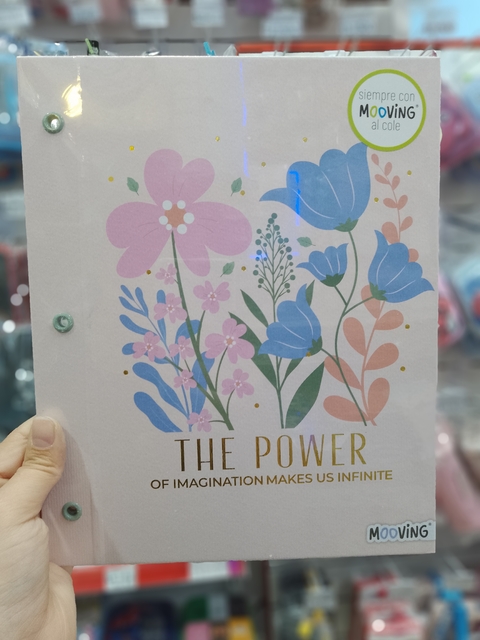 siempre con
MOOViNG®
al cole
THE POWER
OF IMAGINATION MAKES US INFINITE
MOOViNG®